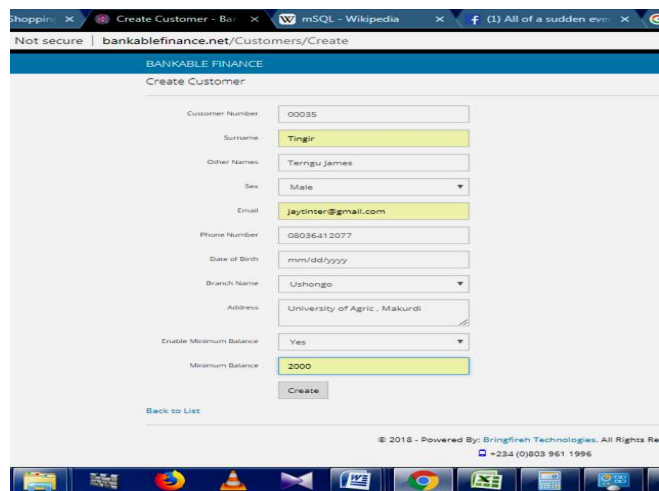 Shopping
Create Customer - Ban
mSQL - Wikipedia
(1) All of a sudden eve
Not secure | bankablefinance.net/Customers/Create
BANKABLE FINANCE
Create Customer
Customer Number 00035
Surname Tingir
Other Names Terngu James
Sex Male
Email jaytinter@gmail.com
Phone Number 08036412077
Date of Birth mm/dd/yyyy
Branch Name Ushongo
Address University of Agric., Makurdi
Enable Minimum Balance Yes
Minimum Balance 2000
Create
Back to List
© 2018 - Powered By: Bringfireh Technologies. All Rights Re
+234 (0)803 961 1996